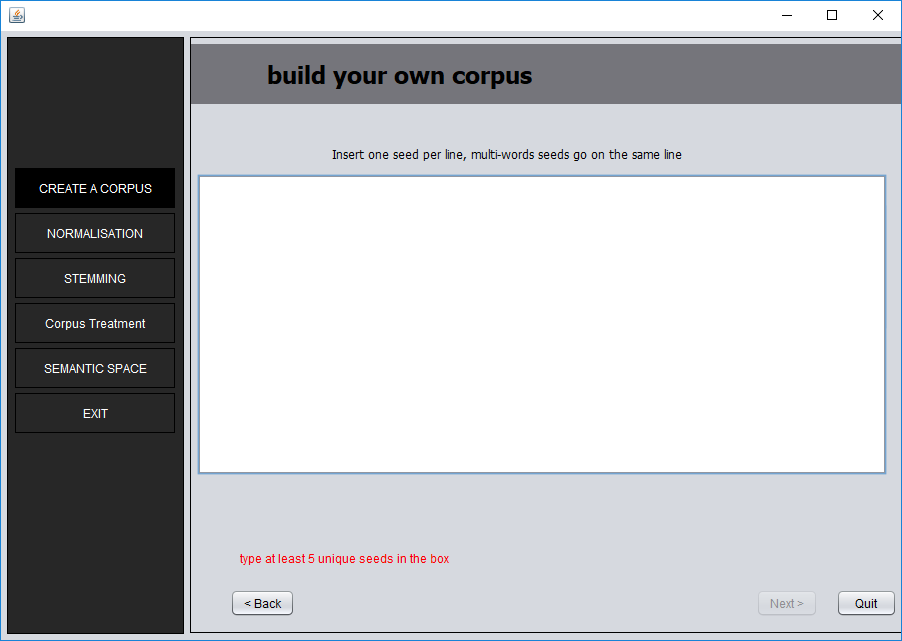 build your own corpus
Insert one seed per line, multi-words seeds go on the same line
CREATE A CORPUS
NORMALISATION
STEMMING
Corpus Treatment
SEMANTIC SPACE
EXIT
type at least 5 unique seeds in the box
< Back
Next >
Quit